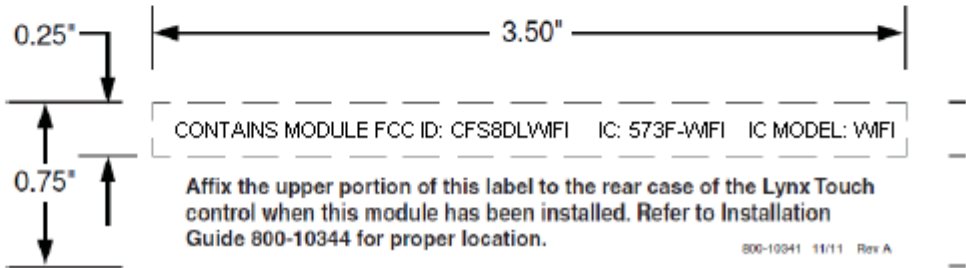 0.25"
3.50"
CONTAINS MODULE FCC ID: CFS8DLWIFI IC: 573F-WIFI IC MODEL: WIFI
0.75"
Affix the upper portion of this label to the rear case of the Lynx Touch
control when this module has been installed. Refer to Installation
Guide 800-10344 for proper location.
800-10341 11/11 Rev A